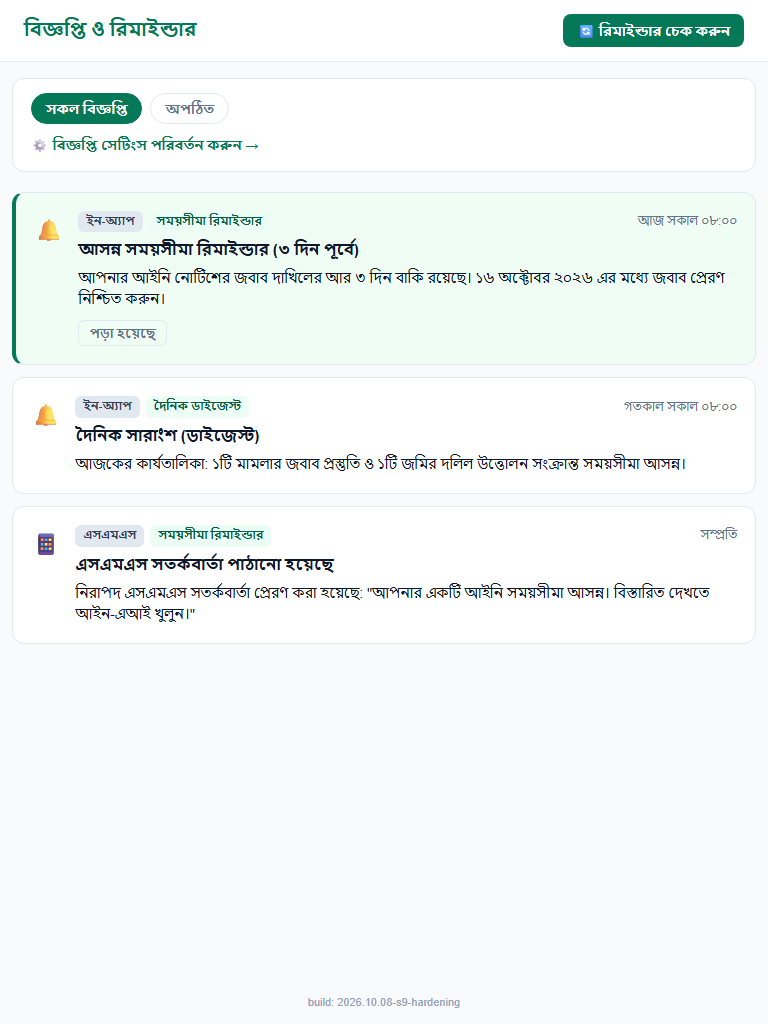 বিজ্ঞপ্তি ও রিমাইন্ডার
রিমাইন্ডার চেক করুন
সকল বিজ্ঞপ্তি
অপঠিত
বিজ্ঞপ্তি সেটিংস পরিবর্তন করুন →
ইন-অ্যাপ সময়সীমা রিমাইন্ডার আজ সকাল ০৮:০০
আসন্ন সময়সীমা রিমাইন্ডার (৩ দিন পূর্বে)
আপনার আইনি নোটিশের জবাব দাখিলের আর ৩ দিন বাকি রয়েছে। ১৬ অক্টোবর ২০২৬ এর মধ্যে জবাব প্রেরণ
নিশ্চিত করুন।
পড়া হয়েছে
ইন-অ্যাপ দৈনিক ডাইজেস্ট গতকাল সকাল ০৮:০০
দৈনিক সারাংশ (ডাইজেস্ট)
আজকের কার্যতালিকা: ১টি মামলার জবাব প্রস্তুতি ও ১টি জমির দলিল উত্তোলন সংক্রান্ত সময়সীমা আসন্ন।
এসএমএস সময়সীমা রিমাইন্ডার সম্প্রতি
এসএমএস সতর্কবার্তা পাঠানো হয়েছে
নিরাপদ এসএমএস সতর্কবার্তা প্রেরণ করা হয়েছে: "আপনার একটি আইনি সময়সীমা আসন্ন। বিস্তারিত দেখতে
আইন-এআই খুলুন।"
build: 2026.10.08-s9-hardening